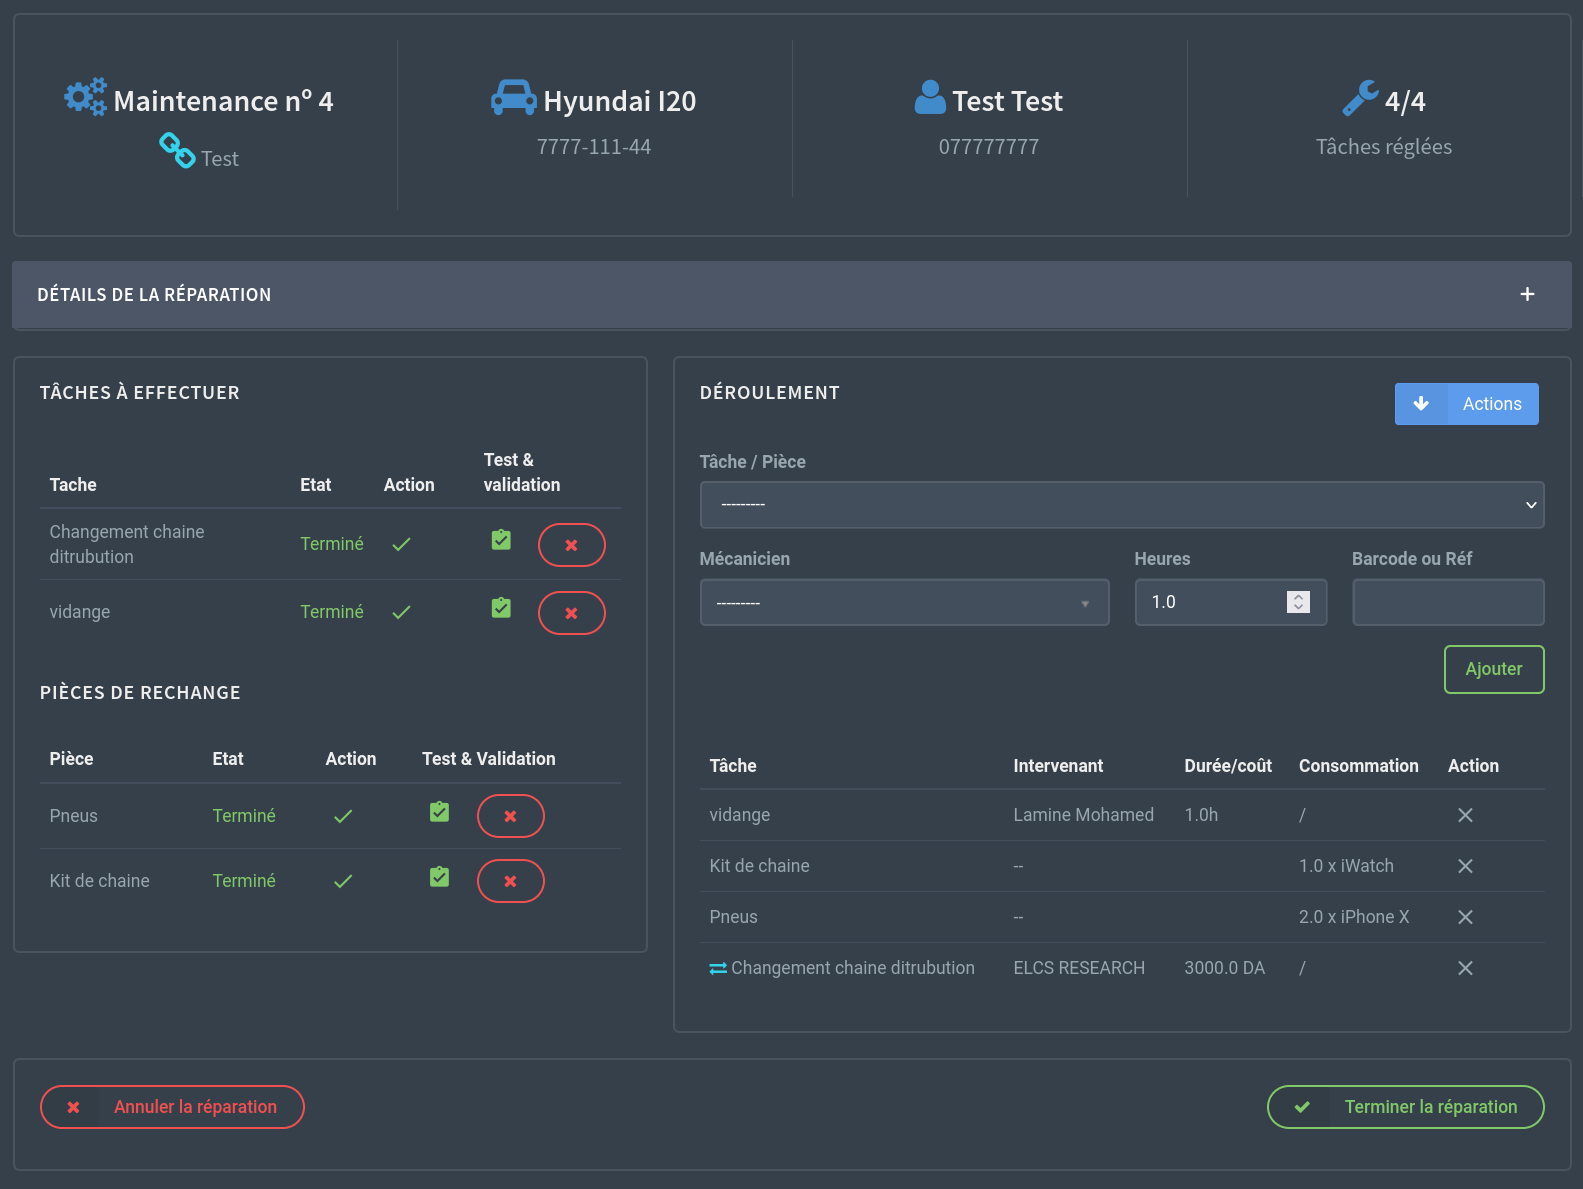 Maintenance n° 4
Test
Hyundai I20
7777-111-44
Test Test
077777777
4/4
Tâches réglées
DÉTAILS DE LA RÉPARATION
TÂCHES À EFFECTUER
Tache Etat Action Test & validation
Changement chaine ditrubution Terminé
vidange Terminé
PIÈCES DE RECHANGE
Pièce Etat Action Test & Validation
Pneus Terminé
Kit de chaine Terminé
DÉROULEMENT
Actions
Tâche / Pièce
---------
Mécanicien Heures Barcode ou Réf
--------- 1.0
Ajouter
Tâche Intervenant Durée/coût Consommation Action
vidange Lamine Mohamed 1.0h /
Kit de chaine -- 1.0 x iWatch
Pneus -- 2.0 x iPhone X
Changement chaine ditrubution ELCS RESEARCH 3000.0 DA /
Annuler la réparation
Terminer la réparation